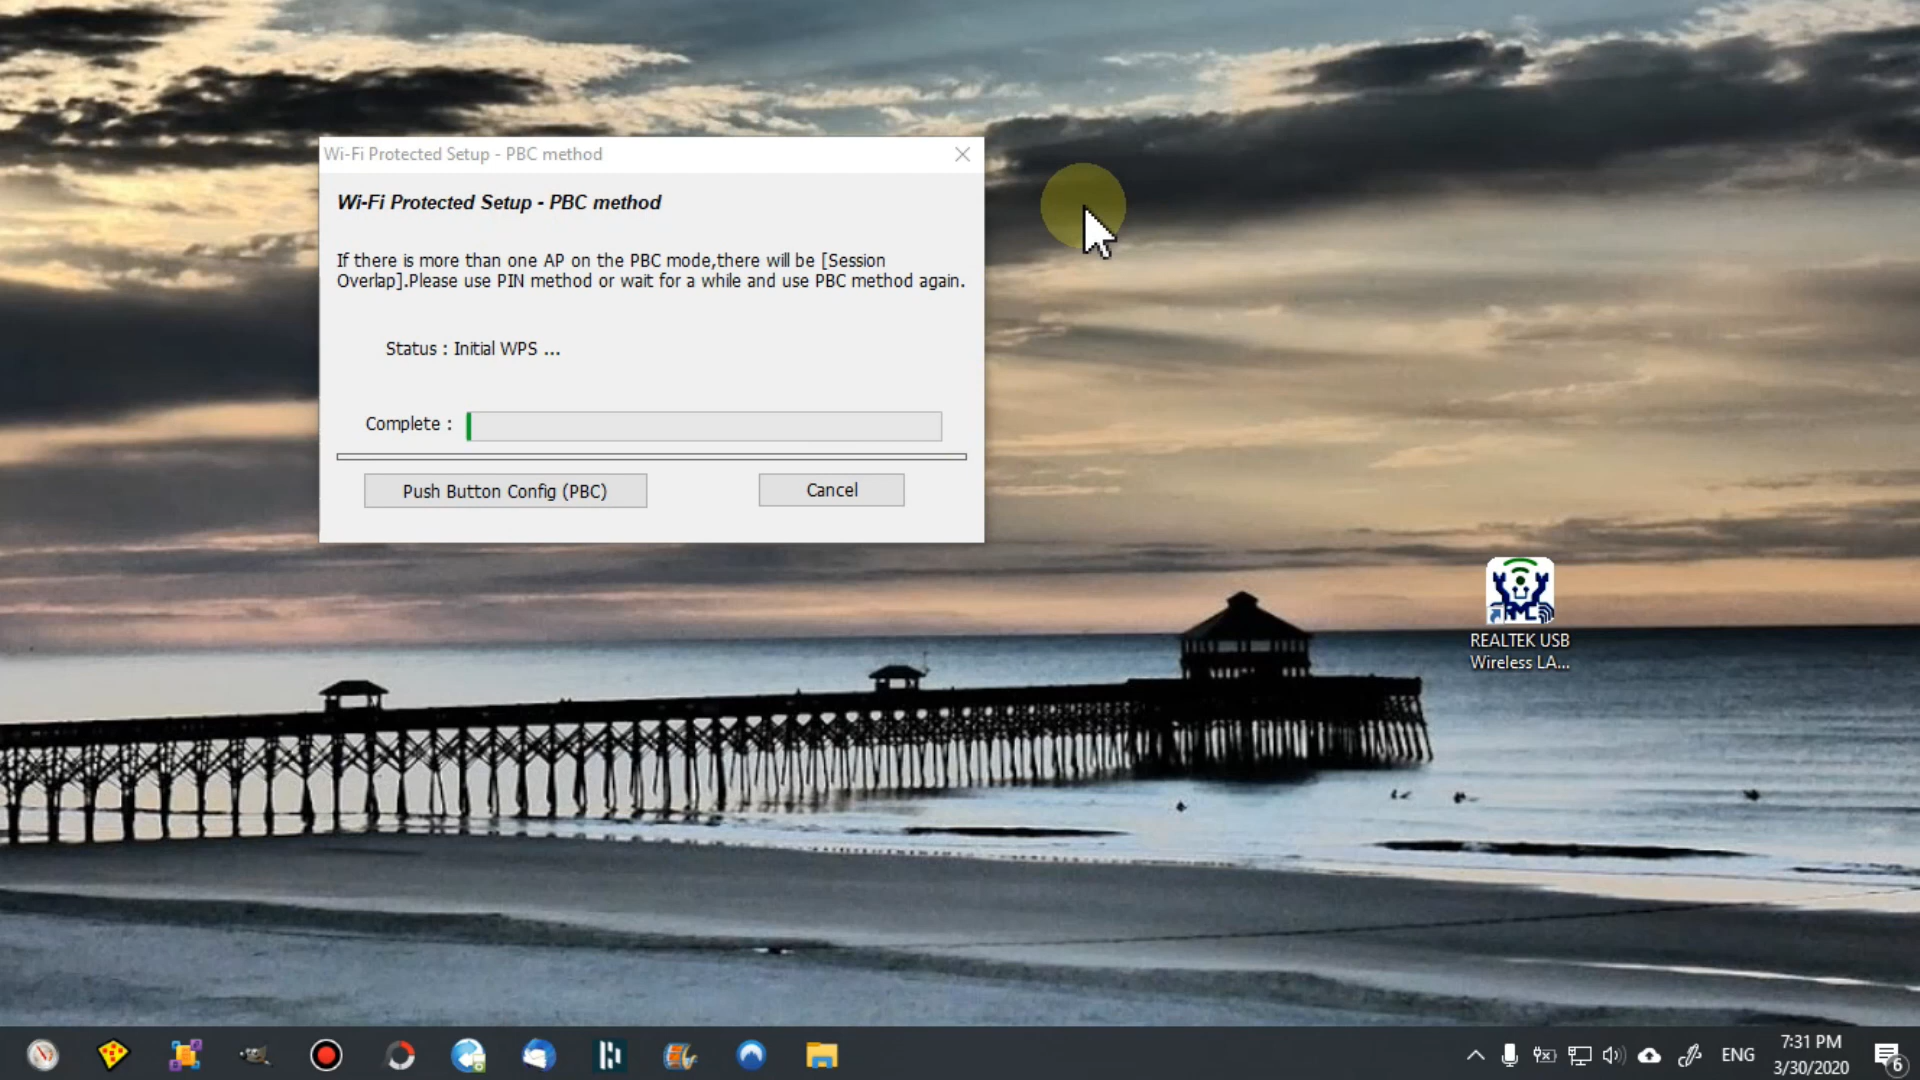 Wi-Fi Protected Setup - PBC method
Wi-Fi Protected Setup - PBC method
If there is more than one AP on the PBC mode,there will be [Session
Overlap].Please use PIN method or wait for a while and use PBC method again.
Status : Initial WPS ...
Complete :
Push Button Config (PBC)
Cancel
RMC
REALTEK USB
Wireless LA...
ENG
7:31 PM
3/30/2020
6